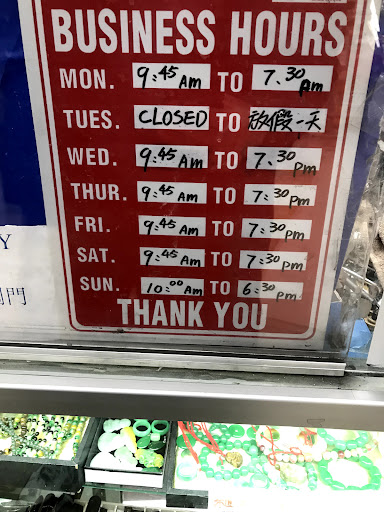 BUSINESS HOURS
MON. 9:45 Am TO 7:30 pm
TUES. CLOSED TO 放假一天
WED. 9:45 Am TO 7:30 pm
THUR. 9:45 Am TO 7:30 pm
FRI. 9:45 Am TO 7:30 pm
SAT. 9:45 Am TO 7:30 pm
SUN. 10:00 Am TO 6:30 pm
THANK YOU
Y
門